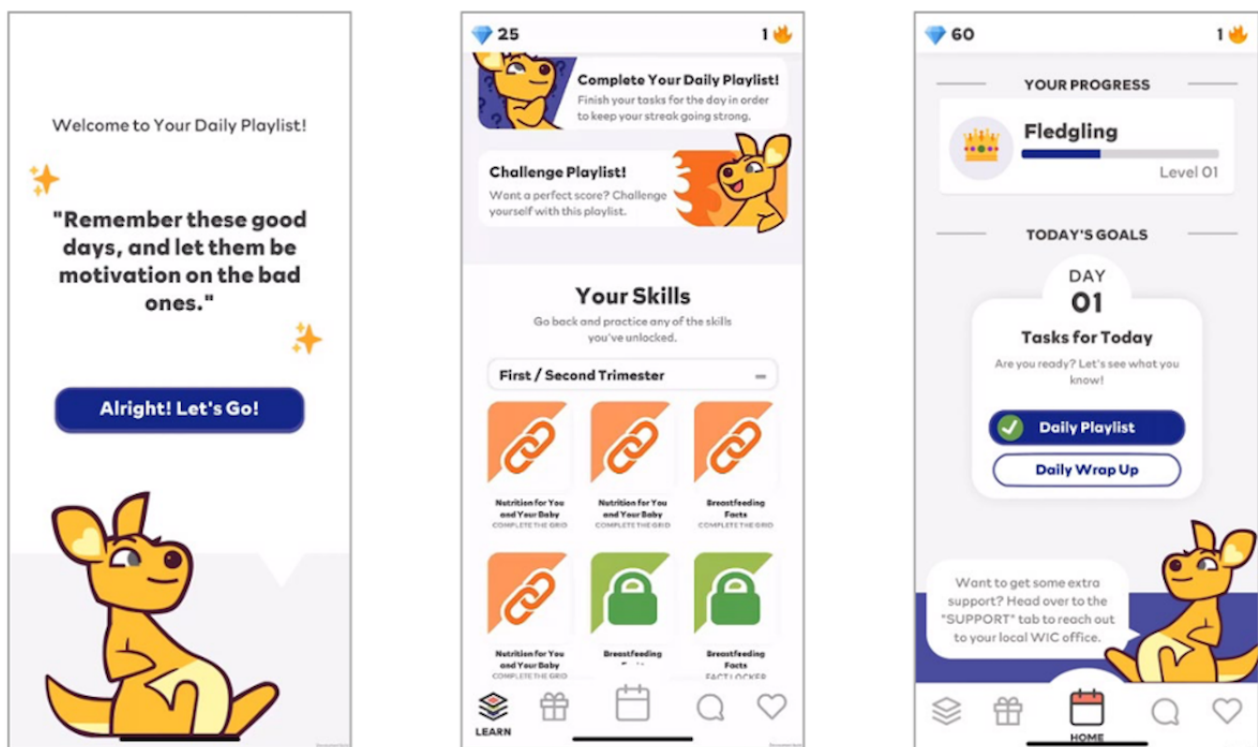 Welcome to Your Daily Playlist!
"Remember these good
days, and let them be
motivation on the bad
ones."
Alright! Let's Go!
25
1
Complete Your Daily Playlist!
Finish your tasks for the day in order
to keep your streak going strong.
Challenge Playlist!
Want a perfect score? Challenge
yourself with this playlist.
Your Skills
Go back and practice any of the skills
you've unlocked.
First / Second Trimester
Nutrition for You
and Your Baby
COMPLETE THE GRID
Nutrition for You
and Your Baby
COMPLETE THE GRID
Breastfeeding
Facts
COMPLETE THE GRID
Nutrition for You
and Your Baby
COMPLETE THE GRID
Breastfeeding
Breastfeeding
Facts
FACT LOCKER
LEARN
60
1
YOUR PROGRESS
Fledgling
Level 01
TODAY'S GOALS
DAY
01
Tasks for Today
Are you ready? Let's see what you
know!
Daily Playlist
Daily Wrap Up
Want to get some extra
support? Head over to the
"SUPPORT" tab to reach out
to your local WIC office.
HOME